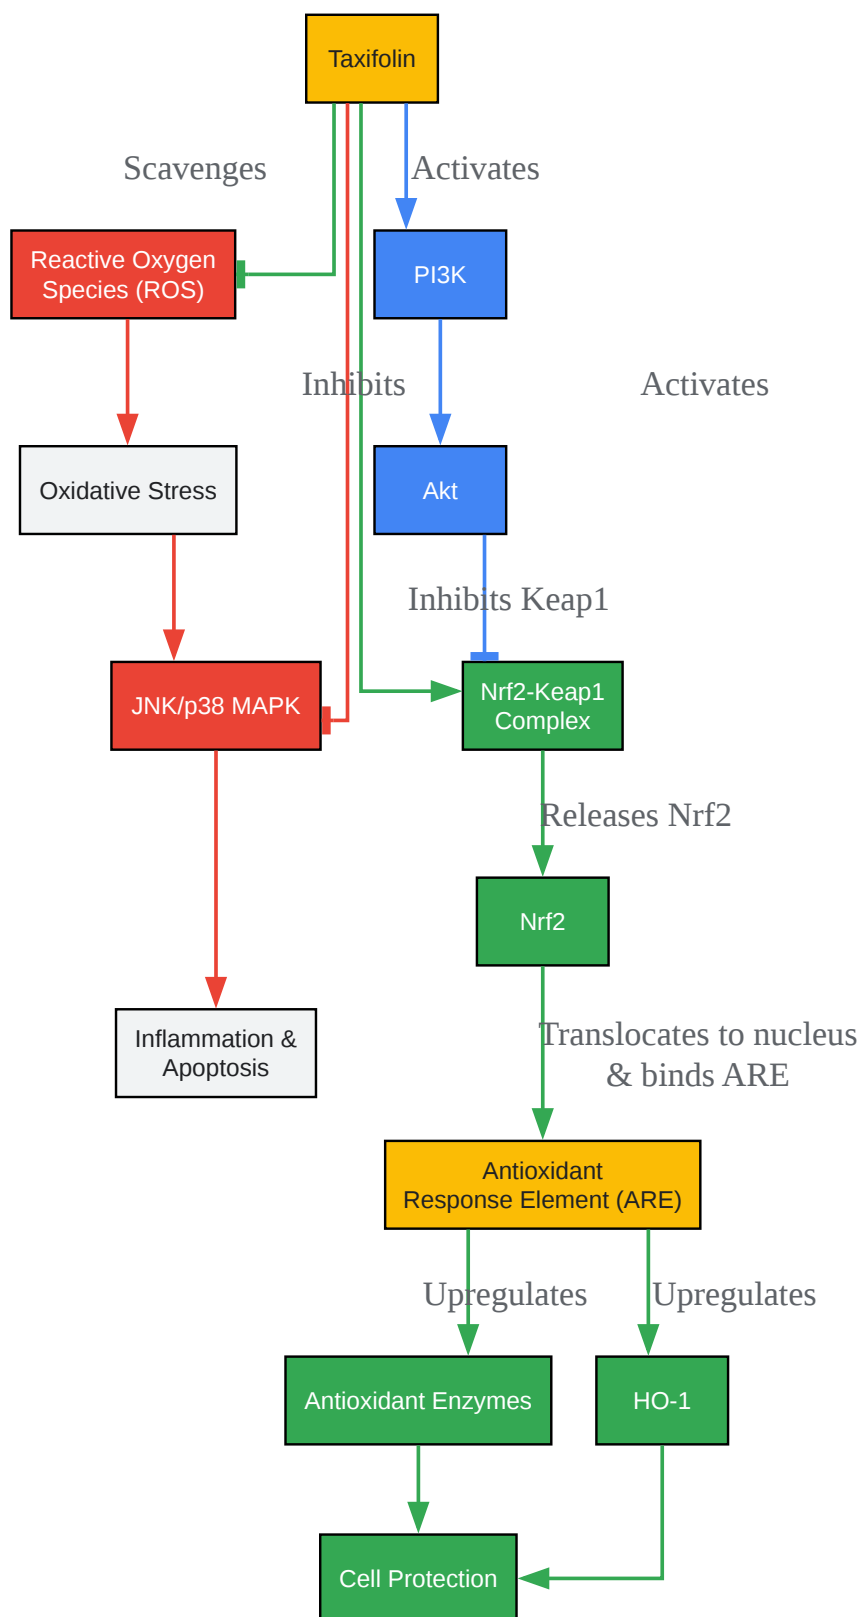 Taxifolin
Scavenges
Activates
Reactive Oxygen
Species (ROS)
PI3K
Inhibits
Activates
Oxidative Stress
Akt
Inhibits Keap1
JNK/p38 MAPK
Nrf2-Keap1
Complex
Releases Nrf2
Nrf2
Inflammation &
Apoptosis
Translocates to nucleus
& binds ARE
Antioxidant
Response Element (ARE)
Upregulates
Upregulates
Antioxidant Enzymes
HO-1
Cell Protection